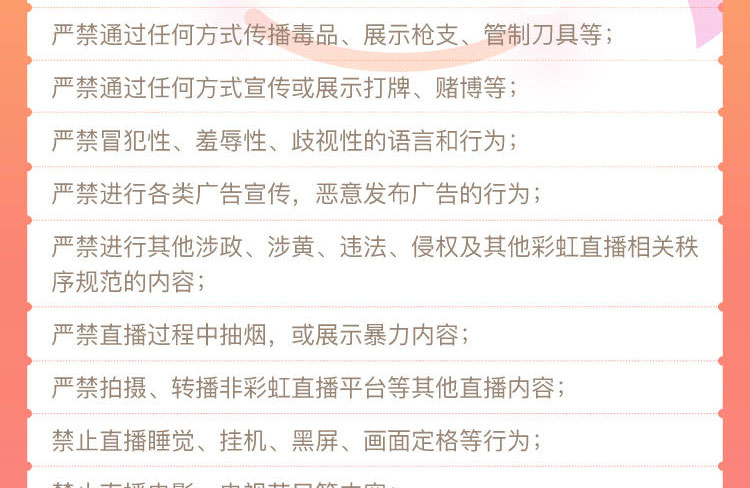 严禁通过任何方式传播毒品、展示枪支、管制刀具等；
严禁通过任何方式宣传或展示打牌、赌博等；
严禁冒犯性、羞辱性、歧视性的语言和行为；
严禁进行各类广告宣传，恶意发布广告的行为；
严禁进行其他涉政、涉黄、违法、侵权及其他彩虹直播相关秩
序规范的内容；
严禁直播过程中抽烟，或展示暴力内容；
严禁拍摄、转播非彩虹直播平台等其他直播内容；
禁止直播睡觉、挂机、黑屏、画面定格等行为；